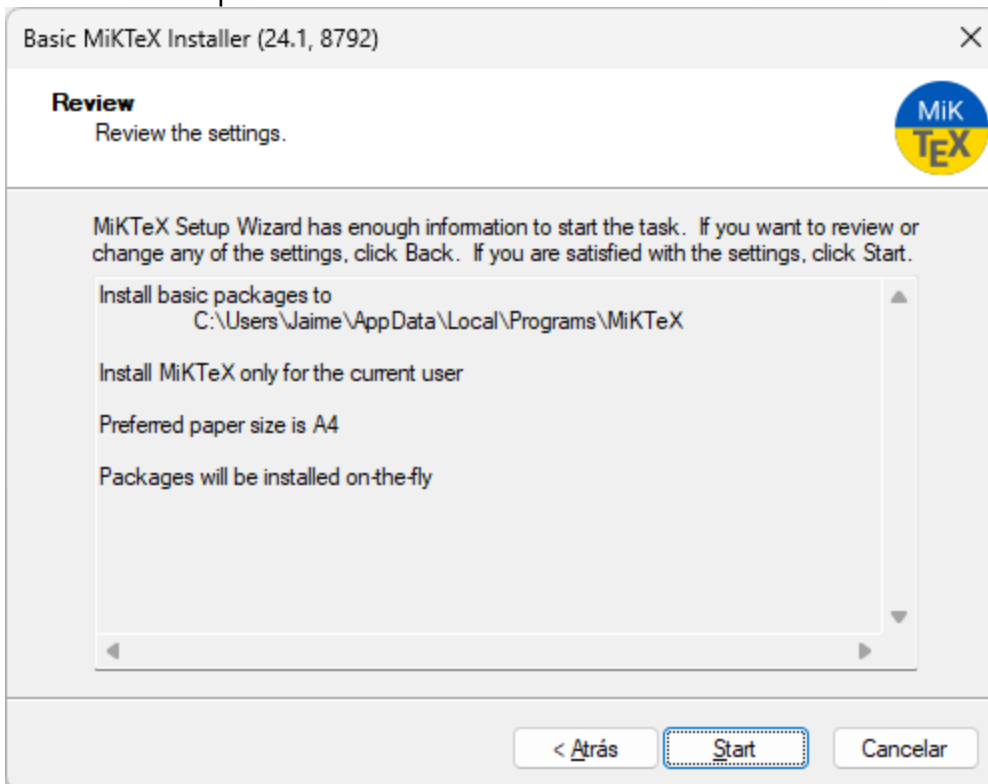 Basic MiKTeX Installer (24.1, 8792)
Review
Review the settings.
MiK
TEX
MiKTeX Setup Wizard has enough information to start the task.  If you want to review or
change any of the settings, click Back.  If you are satisfied with the settings, click Start.
Install basic packages to
C:\Users\Jaime\AppData\Local\Programs\MiKTeX
Install MiKTeX only for the current user
Preferred paper size is A4
Packages will be installed on-the-fly
< Atrás
Start
Cancelar